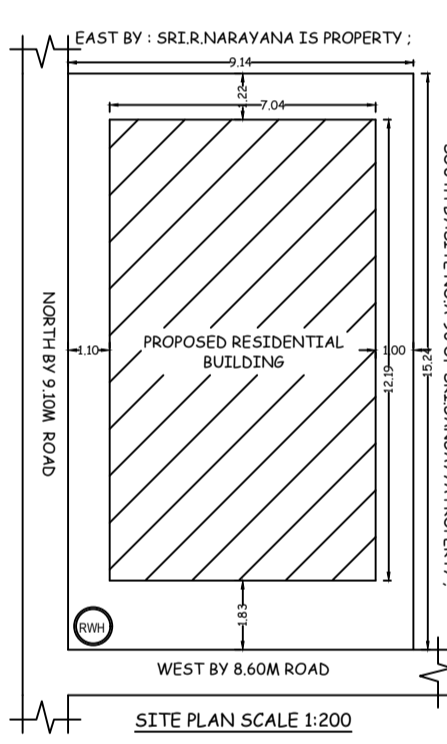 EAST BY : SRI.R.NARAYANA IS PROPERTY ;
9.14
1.22
7.04
NORTH BY 9.10M ROAD
1.10
PROPOSED RESIDENTIAL
BUILDING
1.00
12.19
15.24
1.83
RWH
WEST BY 8.60M ROAD
SITE PLAN SCALE 1:200